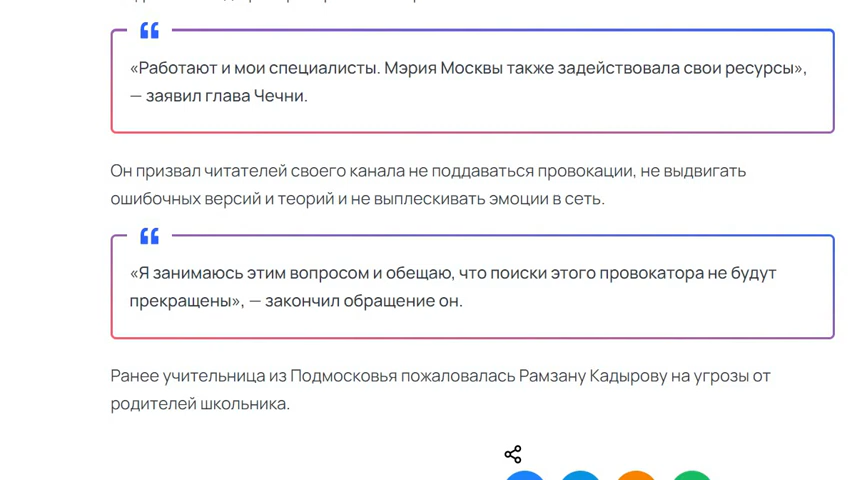 «Работают и мои специалисты. Мэрия Москвы также задействовала свои ресурсы»,
— заявил глава Чечни.
Он призвал читателей своего канала не поддаваться провокации, не выдвигать
ошибочных версий и теорий и не выплескивать эмоции в сеть.
«Я занимаюсь этим вопросом и обещаю, что поиски этого провокатора не будут
прекращены», — закончил обращение он.
Ранее учительница из Подмосковья пожаловалась Рамзану Кадырову на угрозы от
родителей школьника.